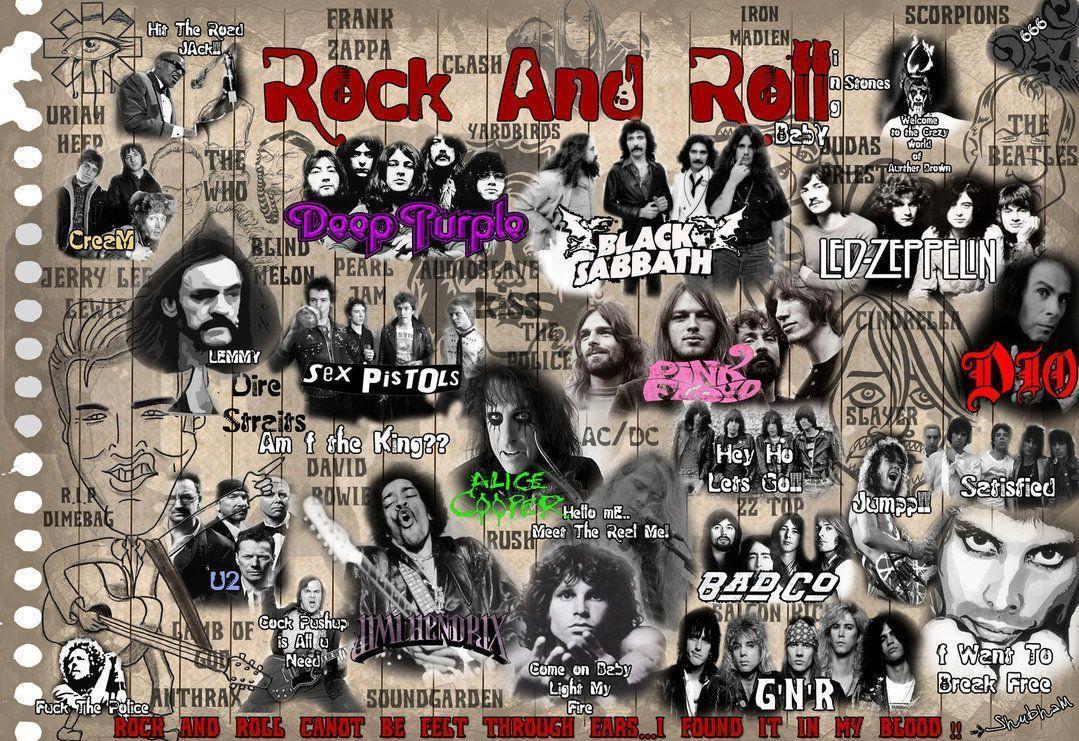 Hit The Road
JAck!!
FRANK
ZAPPA
CLASH
IRON
MADIEN
SCORPIONS
666
Rock And Roll
ing Stones
BabY
URIAH
HEEP
YARDBIRDS
JUDAS
PRIEST
Welcome
to the Crazy
world
of
Aurther Brown
THE
BEATLES
THE
WHO
CreaM
Deep Purple
BLACK
SABBATH
LED-ZEPPELIN
BLIND
MELON
JERRY LEE
LEWIS
PEARL
JAM
AUDIOSLAVE
kiss
THE
POLICE
CINDRELLA
LEMMY
SEX PiSTOLS
PINK
FLOYD
DIO
Dire
Straits
Am I the King??
AC/DC
SLAYER
Hey Ho
Lets Go!!
ZZ TOP
DAVID
BOWIE
ALICE
COOPER
Hello mE..
Meet The Real Me!
Jumpp!!
Satisfied
R.I.P
DIMEBAG
U2
RUSH
BAD CO
SAIGON KICK
LAMB OF
GOD
Cock Pushup
is All u
Need
JIMI HENDRIX
Come on Baby
Light My
Fire
G'N'R
I Want To
Break Free
Fuck The Police
ANTHRAX
SOUNDGARDEN
ROCK AND ROLL CANOT BE FELT THROUGH EARS...I FOUND IT IN MY BLOOD !!
Shubham